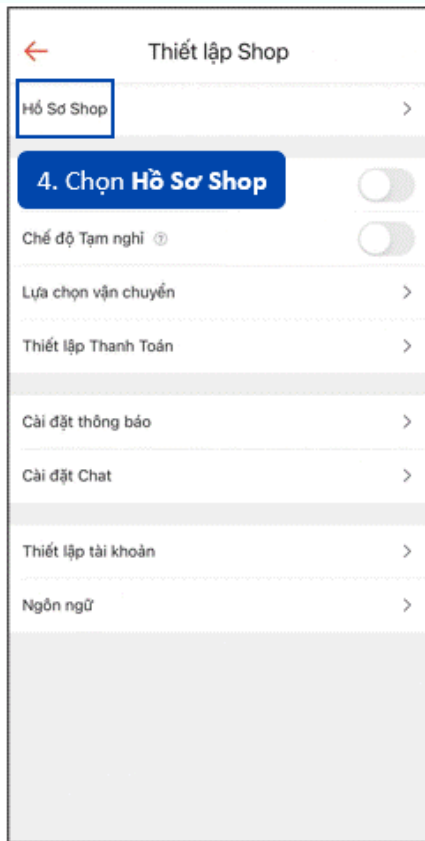 Thiết lập Shop
Hồ Sơ Shop
4. Chọn Hồ Sơ Shop
Chế độ Tạm nghỉ ?
Lựa chọn vận chuyển
Thiết lập Thanh Toán
Cài đặt thông báo
Cài đặt Chat
Thiết lập tài khoản
Ngôn ngữ